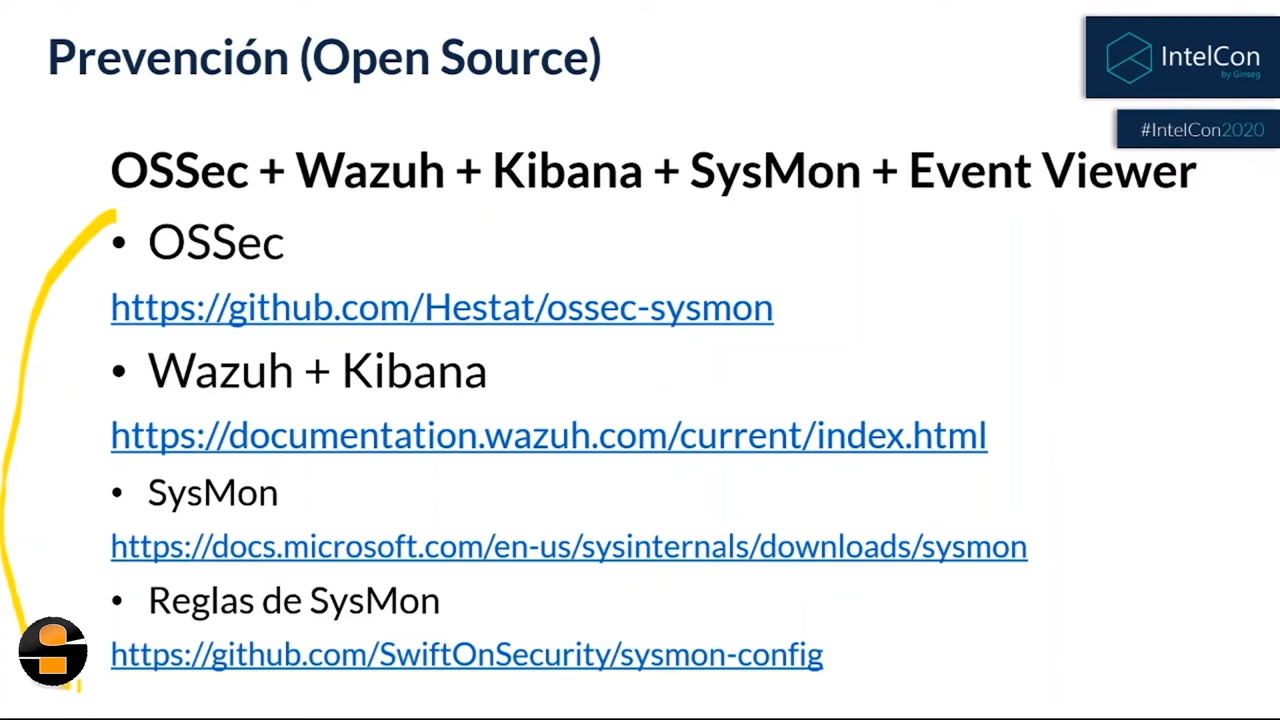 Prevención (Open Source)
IntelCon
by Ginseg
#IntelCon2020
OSSec + Wazuh + Kibana + SysMon + Event Viewer
• OSSec
https://github.com/Hestat/ossec-sysmon
• Wazuh + Kibana
https://documentation.wazuh.com/current/index.html
• SysMon
https://docs.microsoft.com/en-us/sysinternals/downloads/sysmon
• Reglas de SysMon
https://github.com/SwiftOnSecurity/sysmon-config